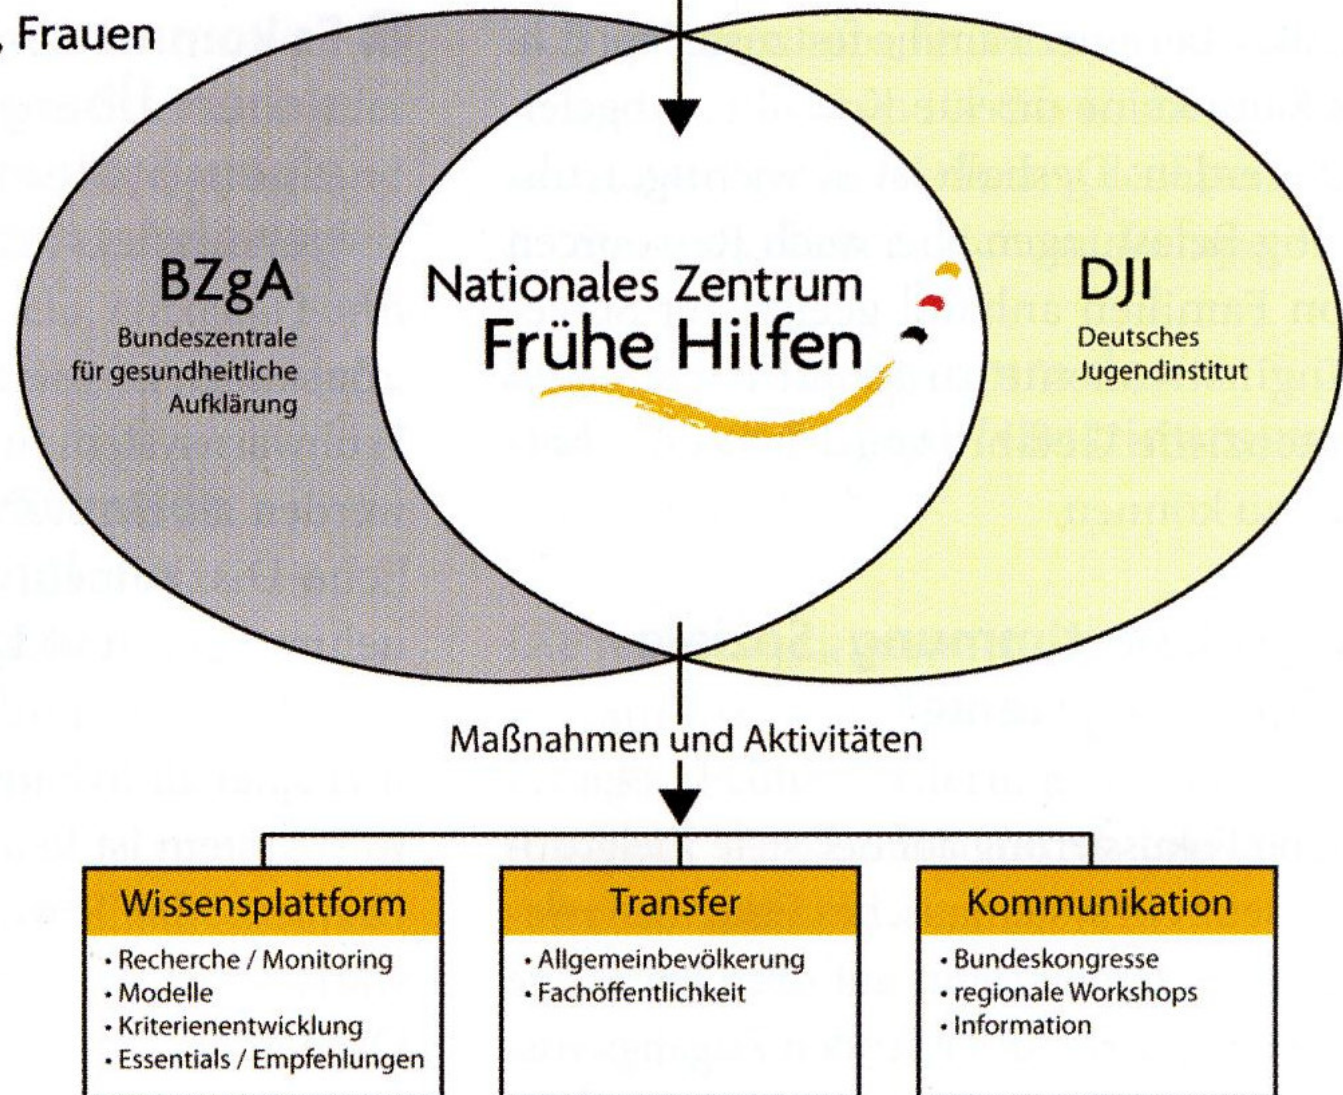 , Frauen
BZgA
Bundeszentrale
für gesundheitliche
Aufklärung
Nationales Zentrum
Frühe Hilfen
DJI
Deutsches
Jugendinstitut
Maßnahmen und Aktivitäten
Wissensplattform
• Recherche / Monitoring
• Modelle
• Kriterienentwicklung
• Essentials / Empfehlungen
Transfer
• Allgemeinbevölkerung
• Fachöffentlichkeit
Kommunikation
• Bundeskongresse
• regionale Workshops
• Information